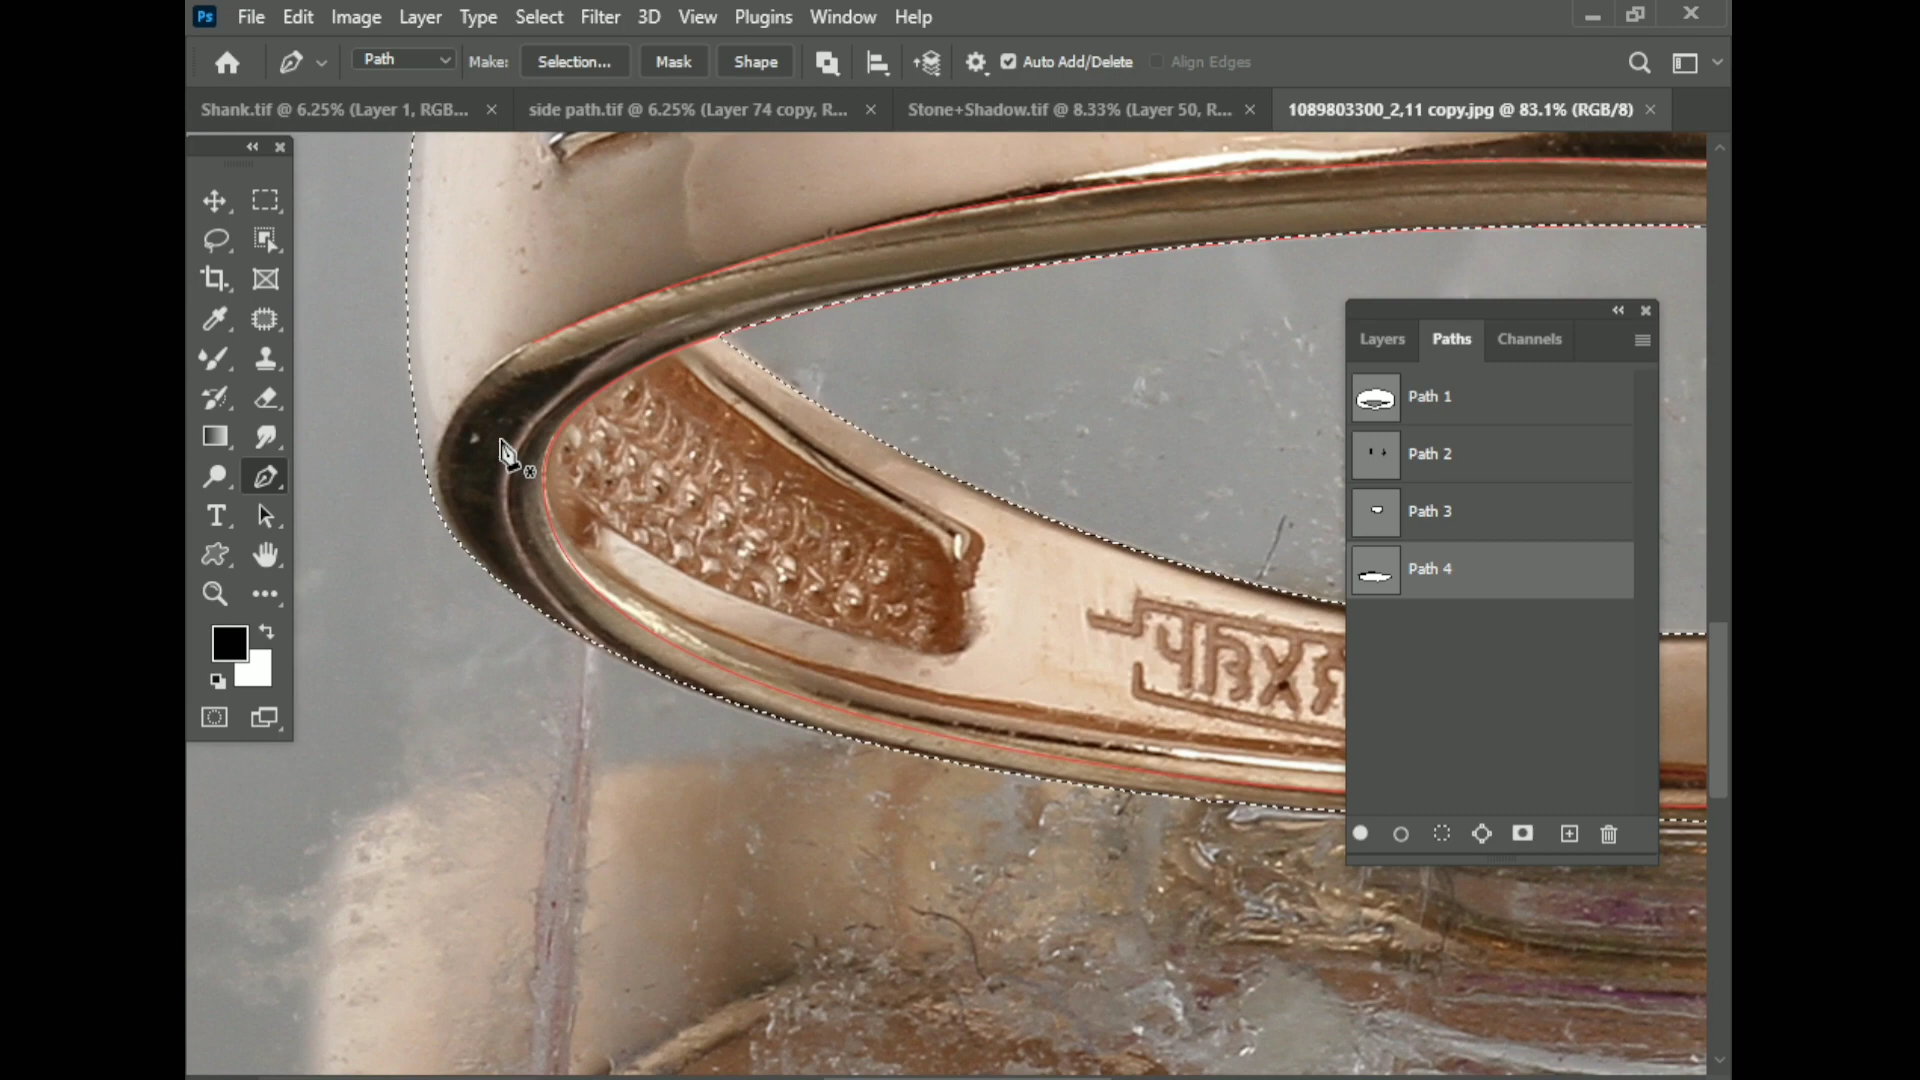 Ps File Edit Image Layer Type Select Filter 3D View Plugins Window Help
Path Make: Selection... Mask Shape Auto Add/Delete Align Edges
Shank.tif @ 6.25% (Layer 1, RGB... side path.tif @ 6.25% (Layer 74 copy, R... Stone+Shadow.tif @ 8.33% (Layer 50, R... 1089803300_2,11 copy.jpg @ 83.1% (RGB/8)
Layers Paths Channels
Path 1
Path 2
Path 3
Path 4